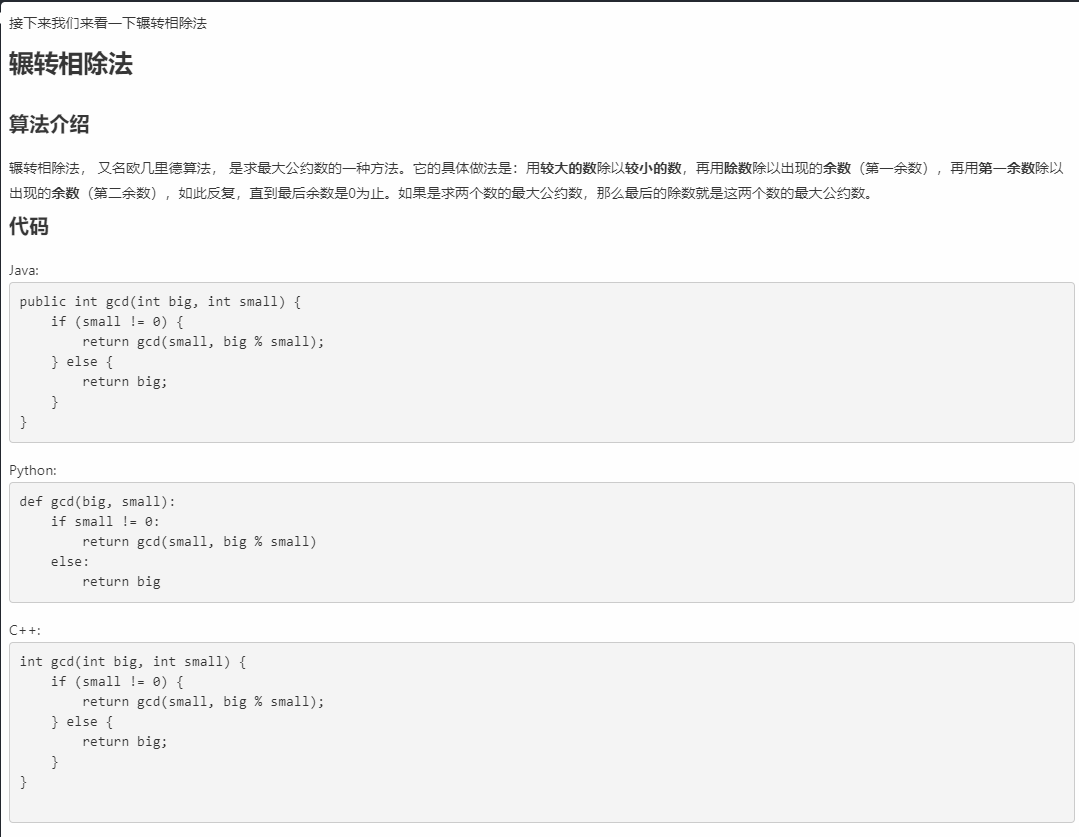 接下来我们来看一下辗转相除法
辗转相除法
算法介绍
辗转相除法， 又名欧几里德算法， 是求最大公约数的一种方法。它的具体做法是：用较大的数除以较小的数，再用除数除以出现的余数（第一余数），再用第一余数除以
出现的余数（第二余数），如此反复，直到最后余数是0为止。如果是求两个数的最大公约数，那么最后的除数就是这两个数的最大公约数。
代码
Java:
public int gcd(int big, int small) {
    if (small != 0) {
        return gcd(small, big % small);
    } else {
        return big;
    }
}
Python:
def gcd(big, small):
    if small != 0:
        return gcd(small, big % small)
    else:
        return big
C++:
int gcd(int big, int small) {
    if (small != 0) {
        return gcd(small, big % small);
    } else {
        return big;
    }
}